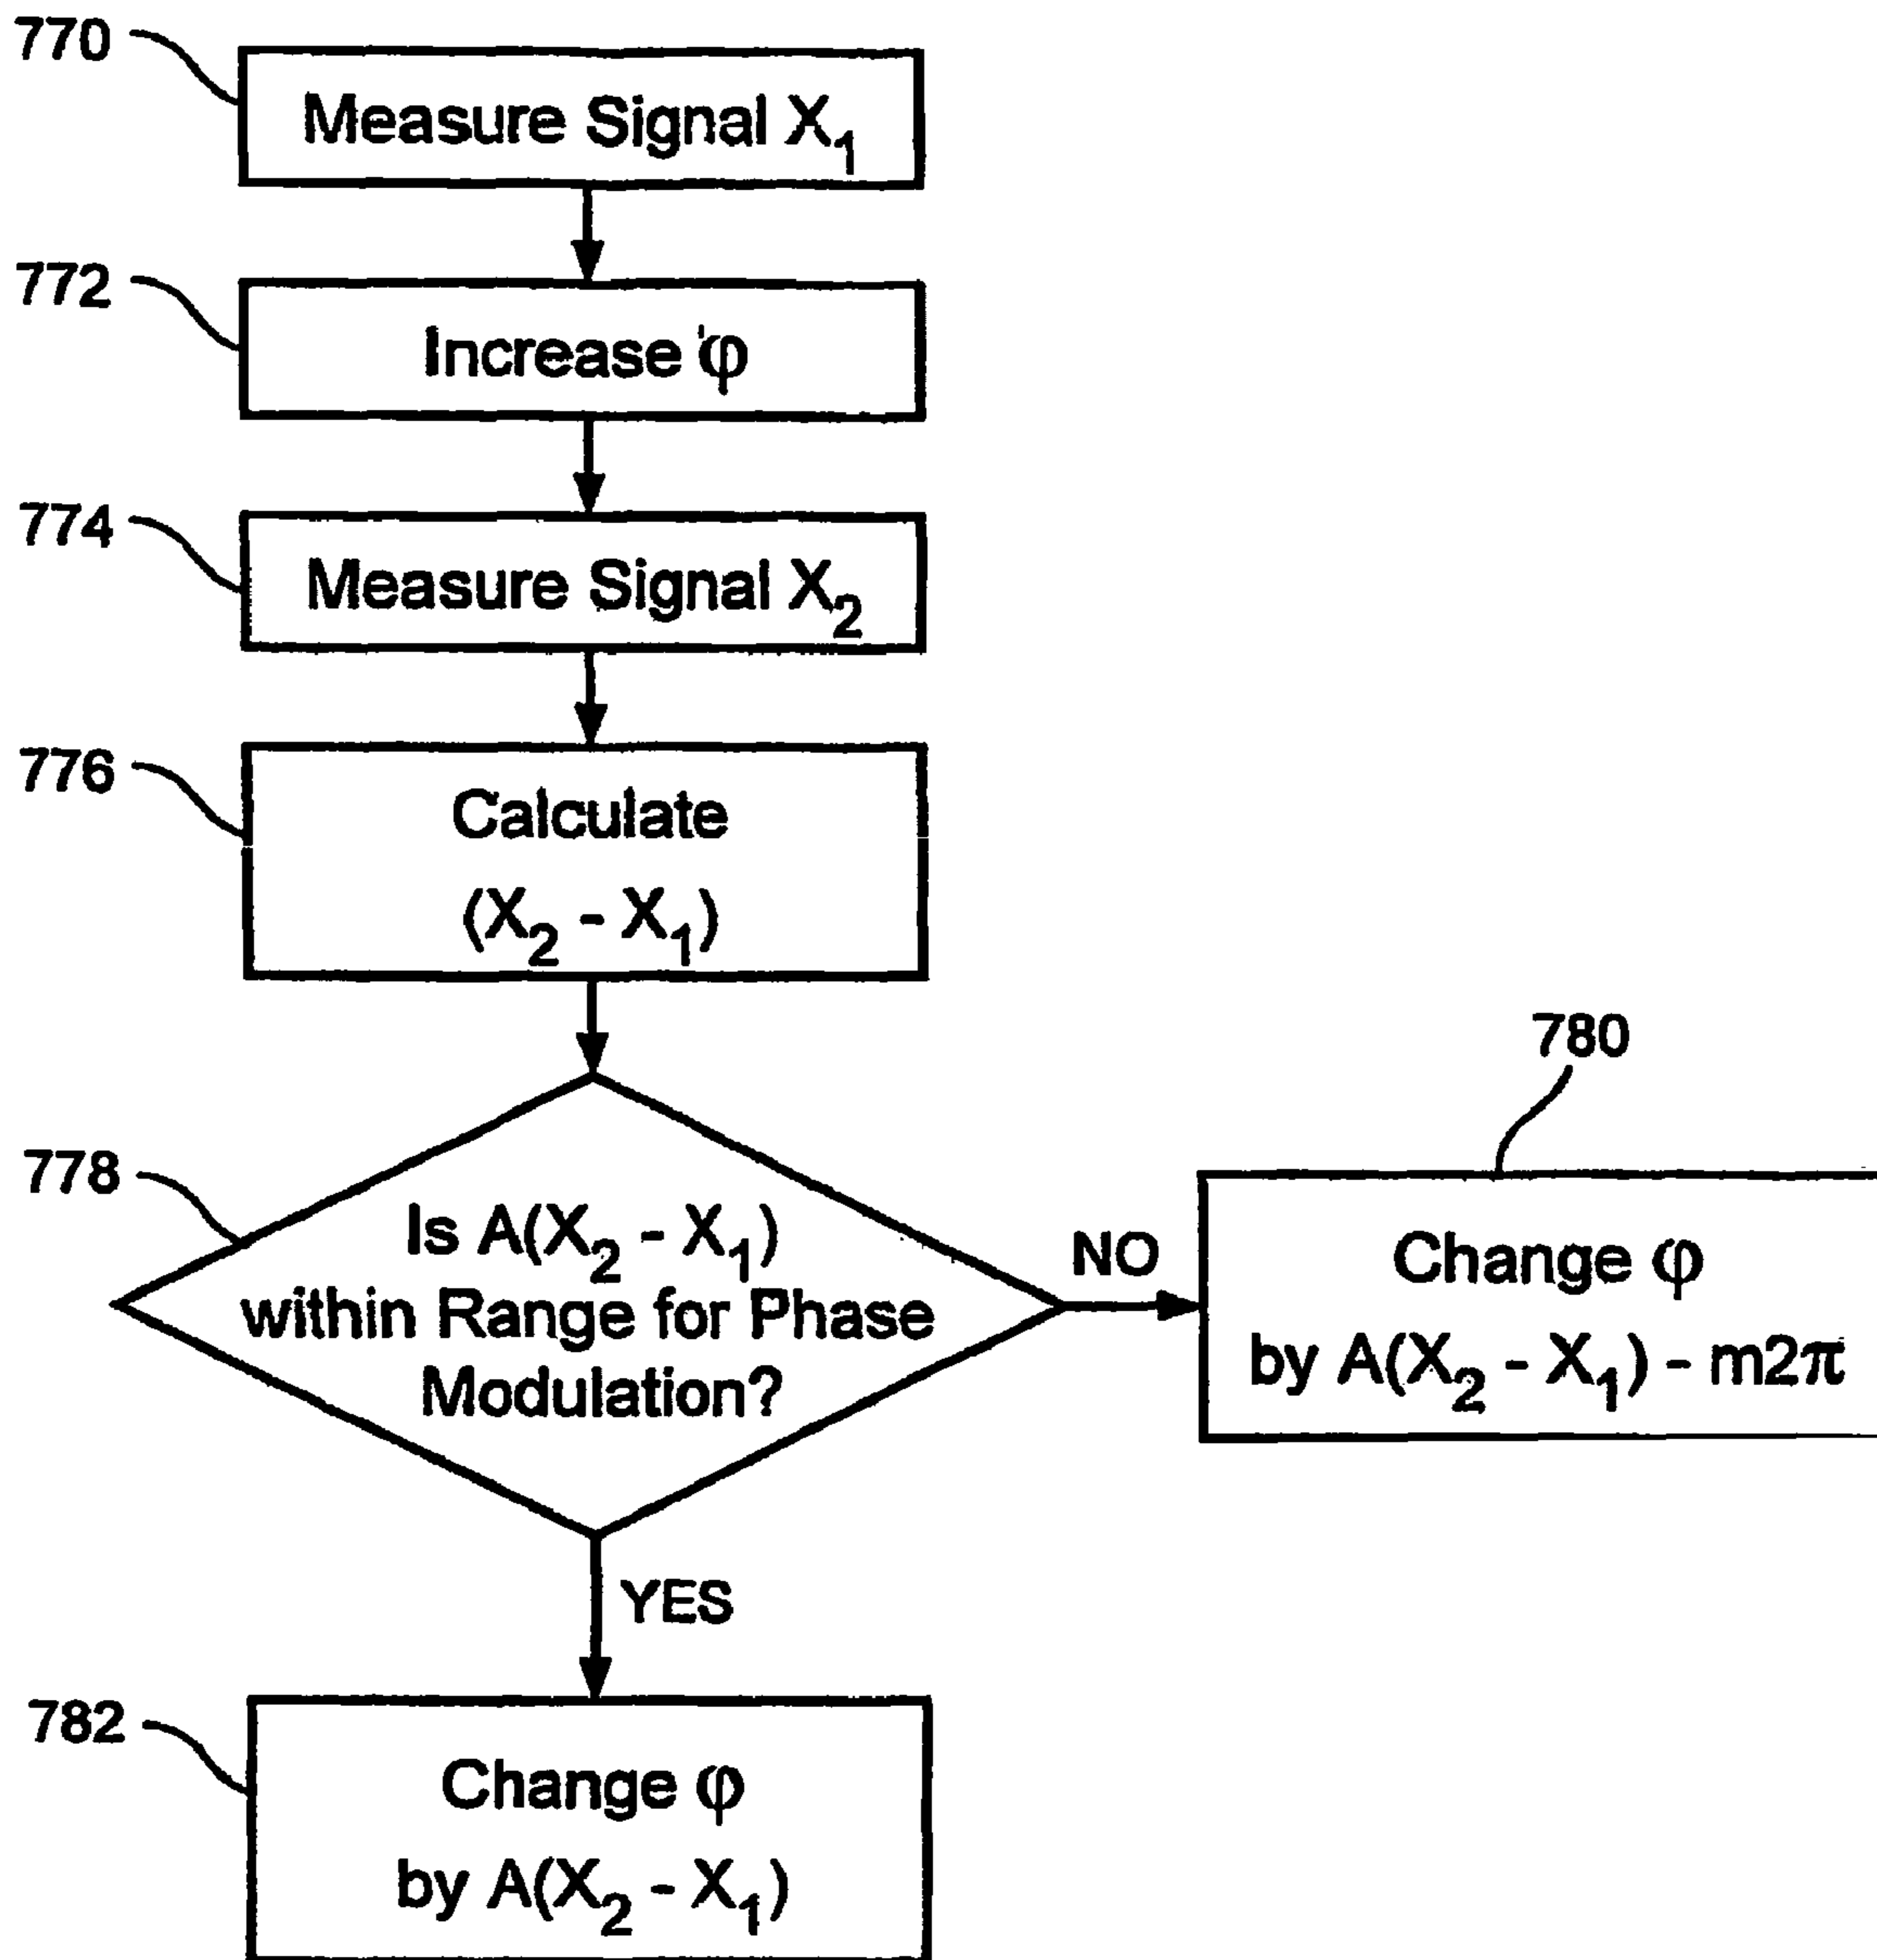 770
Measure Signal X₁
772
Increase φ
774
Measure Signal X₂
776
Calculate
(X₂ - X₁)
778
Is A(X₂ - X₁)
within Range for Phase
Modulation?
NO
780
Change φ
by A(X₂ - X₁) - m2π
YES
782
Change φ
by A(X₂ - X₁)